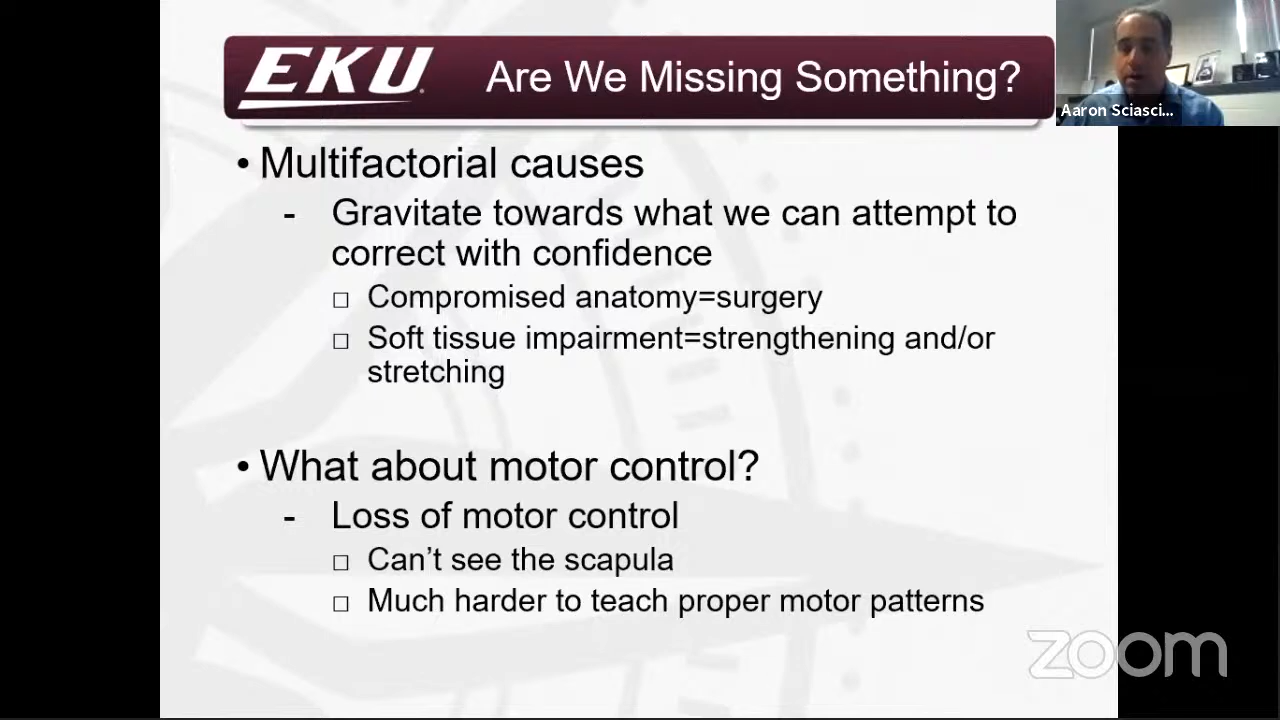 EKU Are We Missing Something?
Aaron Sciasci...
• Multifactorial causes
- Gravitate towards what we can attempt to
correct with confidence
□ Compromised anatomy=surgery
□ Soft tissue impairment=strengthening and/or
stretching
• What about motor control?
- Loss of motor control
□ Can't see the scapula
□ Much harder to teach proper motor patterns
zoom